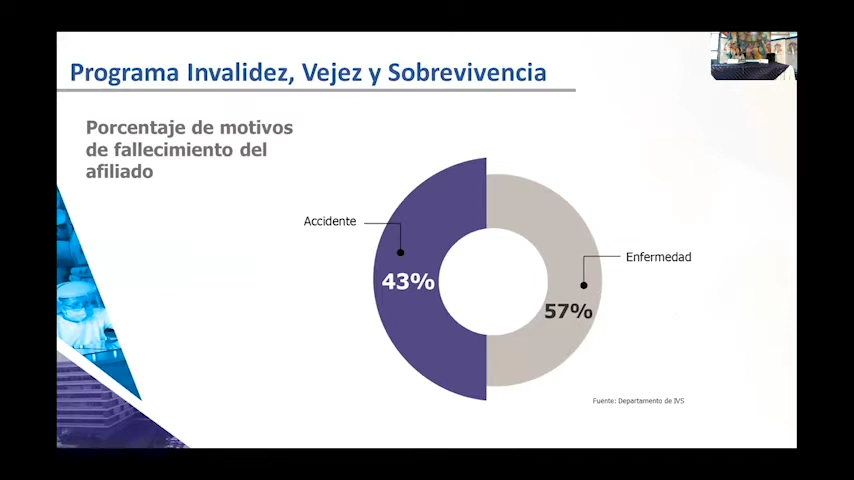 Programa Invalidez, Vejez y Sobrevivencia
Porcentaje de motivos
de fallecimiento del
afiliado
Accidente
43%
Enfermedad
57%
Fuente: Departamento de IVS